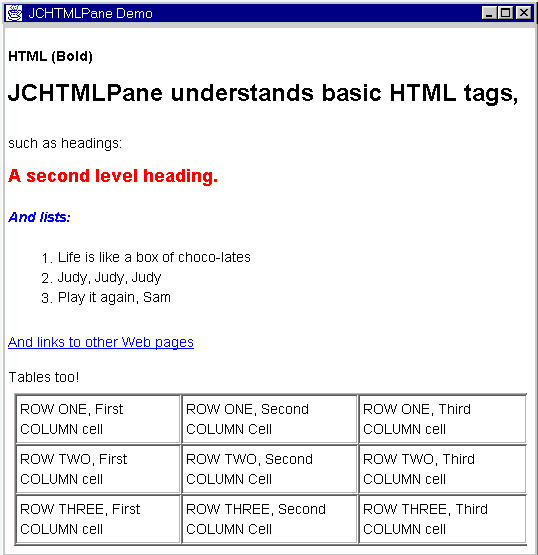 JCHTMLPane Demo
HTML (Bold)
JCHTMLPane understands basic HTML tags,
such as headings:
A second level heading.
And lists:
1. Life is like a box of choco-lates
2. Judy, Judy, Judy
3. Play it again, Sam
And links to other Web pages
Tables too!
ROW ONE, First ROW ONE, Second ROW ONE, Third
COLUMN cell COLUMN Cell COLUMN cell
ROW TWO, First ROW TWO, Second ROW TWO, Third
COLUMN cell COLUMN Cell COLUMN cell
ROW THREE, First ROW THREE, Second ROW THREE, Third
COLUMN cell COLUMN Cell COLUMN cell